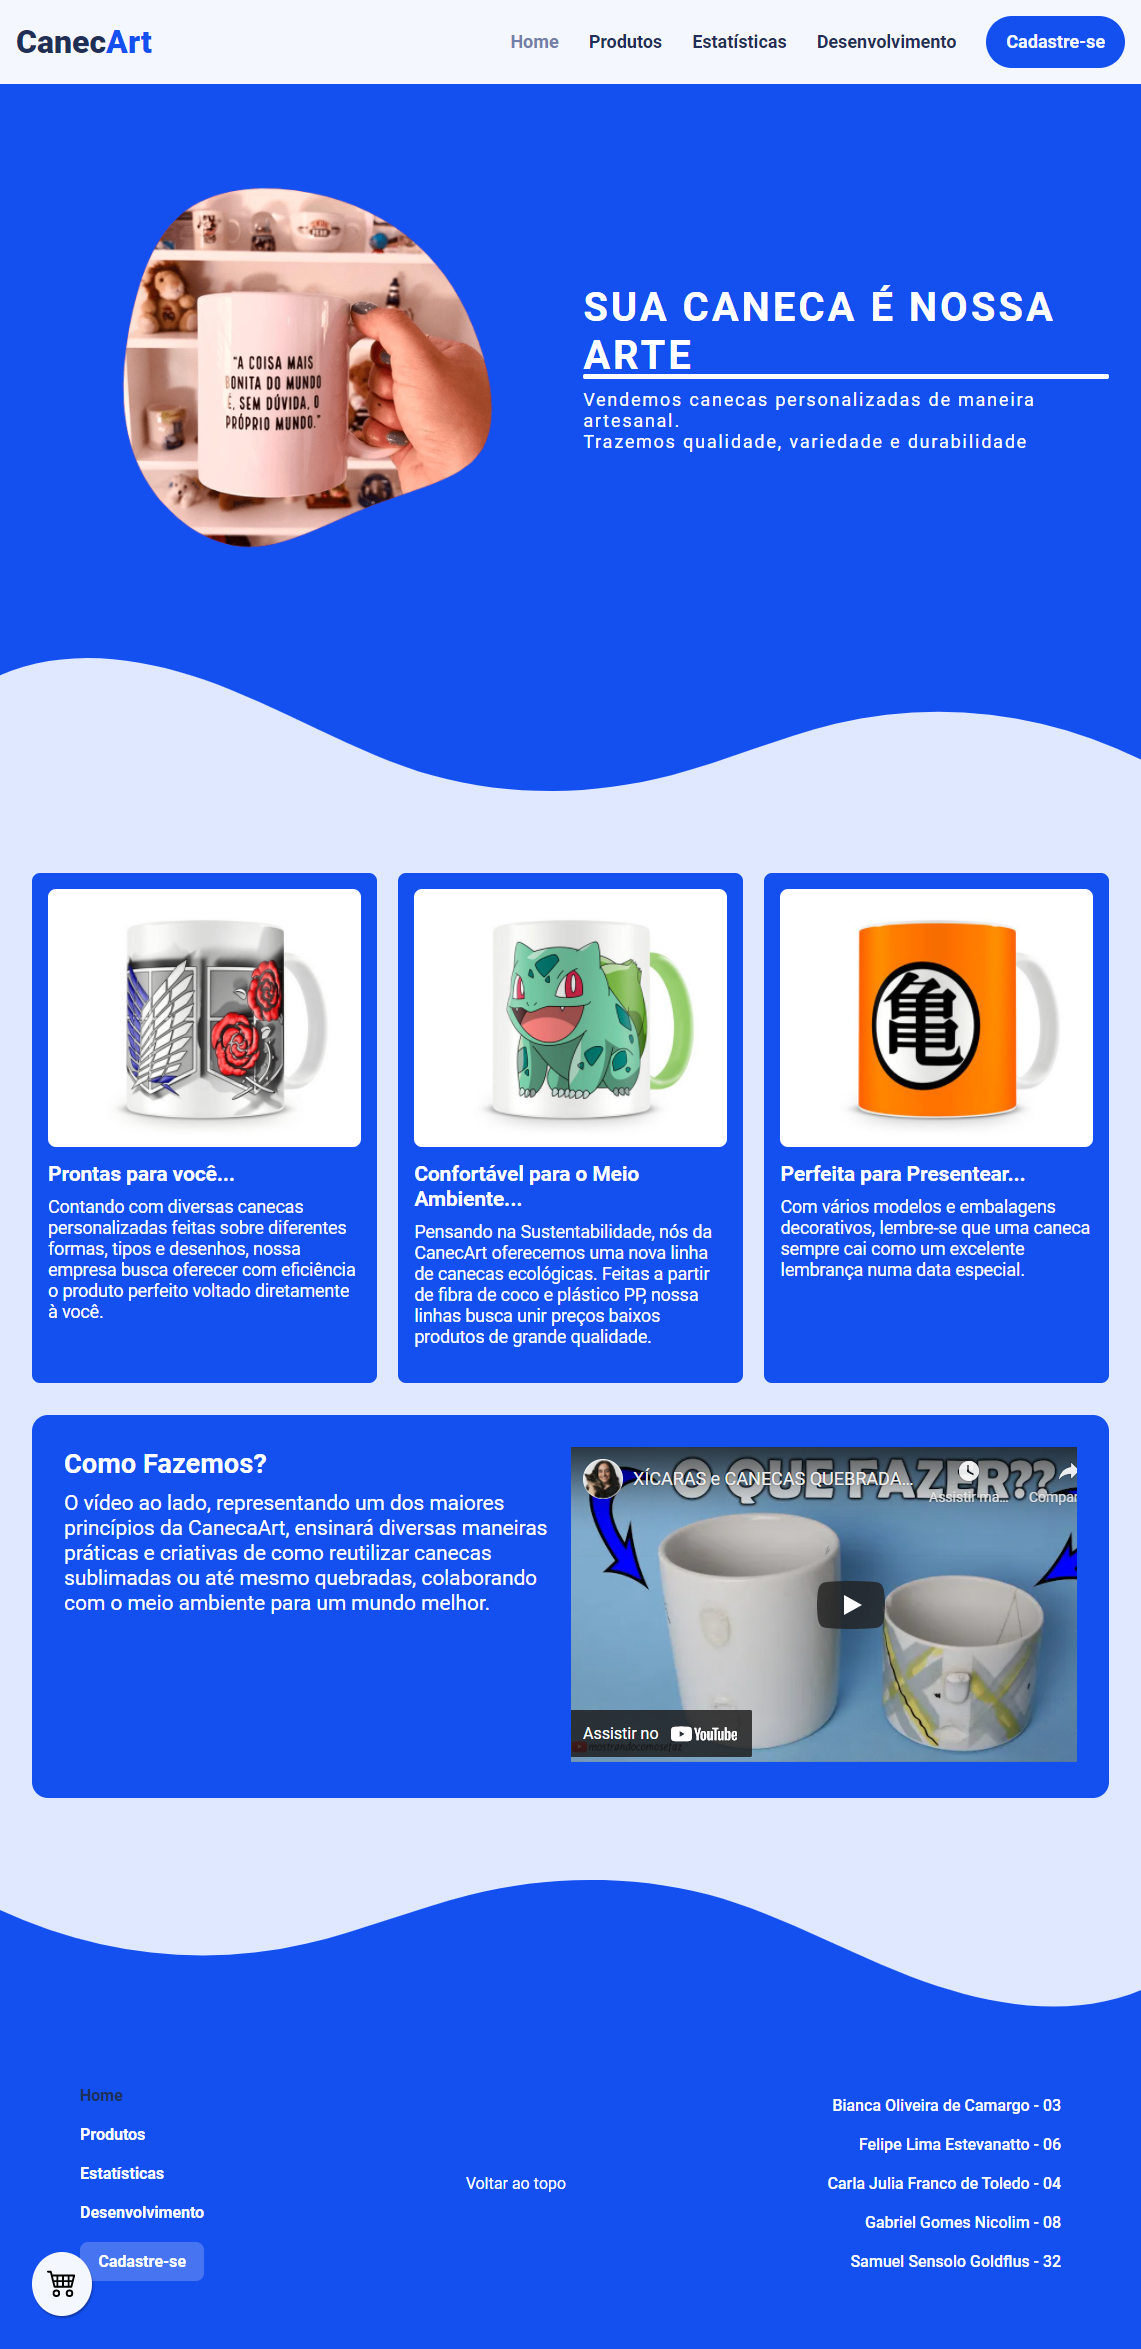 CanecArt
Home Produtos Estatísticas Desenvolvimento Cadastre-se
"A COISA MAIS
BONITA DO MUNDO
É, SEM DÚVIDA, O
PRÓPRIO MUNDO."
SUA CANECA É NOSSA
ARTE
Vendemos canecas personalizadas de maneira
artesanal.
Trazemos qualidade, variedade e durabilidade
亀
Prontas para você...
Contando com diversas canecas
personalizadas feitas sobre diferentes
formas, tipos e desenhos, nossa
empresa busca oferecer com eficiência
o produto perfeito voltado diretamente
à você.
Confortável para o Meio
Ambiente...
Pensando na Sustentabilidade, nós da
CanecArt oferecemos uma nova linha
de canecas ecológicas. Feitas a partir
de fibra de coco e plástico PP, nossa
linhas busca unir preços baixos
produtos de grande qualidade.
Perfeita para Presentear...
Com vários modelos e embalagens
decorativos, lembre-se que uma caneca
sempre cai como um excelente
lembrança numa data especial.
Como Fazemos?
O vídeo ao lado, representando um dos maiores
princípios da CanecaArt, ensinará diversas maneiras
práticas e criativas de como reutilizar canecas
sublimadas ou até mesmo quebradas, colaborando
com o meio ambiente para um mundo melhor.
O QUE FAZER??
XÍCARAS e CANECAS QUEBRADA...
Assistir ma... Compar
Assistir no YouTube
mostrandocomosefaz
Home
Produtos
Estatísticas
Desenvolvimento
Cadastre-se
Voltar ao topo
Bianca Oliveira de Camargo - 03
Felipe Lima Estevanatto - 06
Carla Julia Franco de Toledo - 04
Gabriel Gomes Nicolim - 08
Samuel Sensolo Goldflus - 32